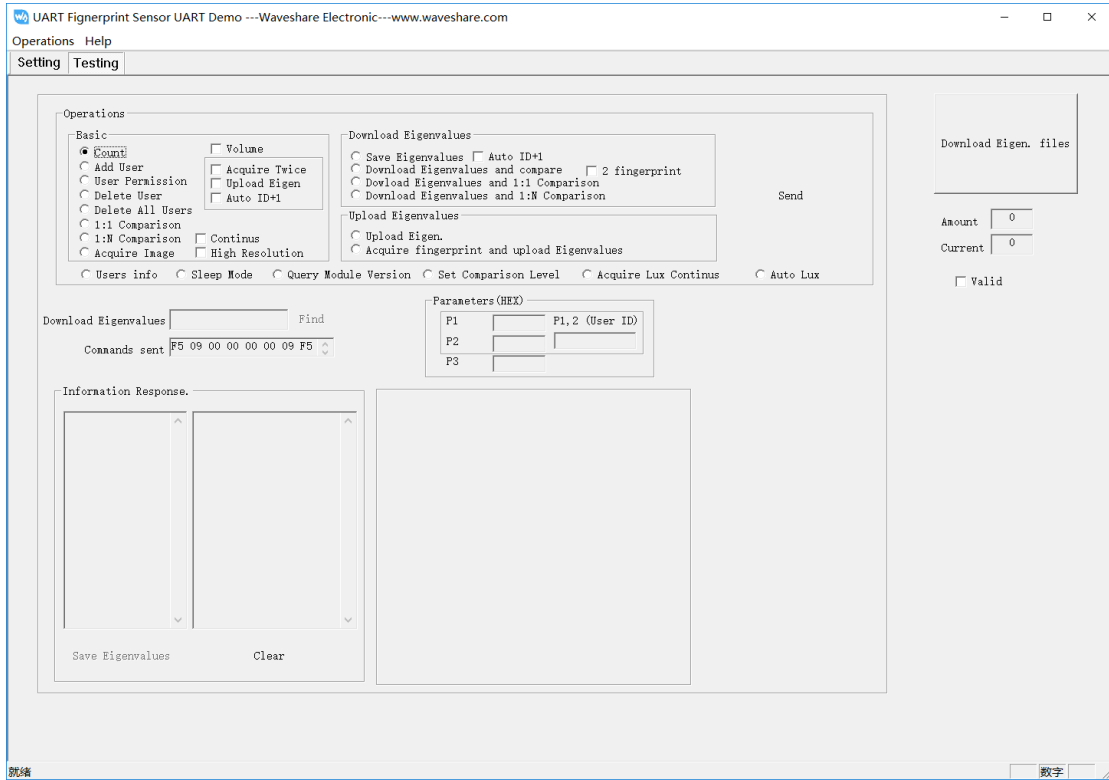 UART Fignerprint Sensor UART Demo ---Waveshare Electronic---www.waveshare.com
Operations Help
Setting Testing
Operations
Basic
Count
Add User
User Permission
Delete User
Delete All Users
1:1 Comparison
1:N Comparison
Acquire Image
Volume
Acquire Twice
Upload Eigen
Auto ID+1
Continus
High Resolution
Download Eigenvalues
Save Eigenvalues Auto ID+1
Download Eigenvalues and compare 2 fingerprint
Dowload Eigenvalues and 1:1 Comparison
Download Eigenvalues and 1:N Comparison
Upload Eigenvalues
Upload Eigen.
Acquire fingerprint and upload Eigenvalues
Send
Users info Sleep Mode Query Module Version Set Comparison Level Acquire Lux Continus Auto Lux
Download Eigen. files
Amount 0
Current 0
Valid
Download Eigenvalues Find
Commands sent F5 09 00 00 00 00 09 F5
Parameters(HEX)
P1 P1,2 (User ID)
P2
P3
Information Response.
Save Eigenvalues Clear
就绪 数字